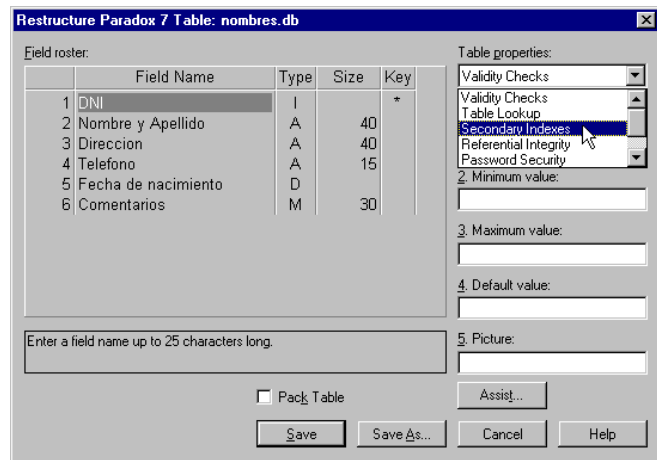 Restructure Paradox 7 Table: nombres.db
Field roster:
Field Name Type Size Key
1 DNI I *
2 Nombre y Apellido A 40
3 Direccion A 40
4 Telefono A 15
5 Fecha de nacimiento D
6 Comentarios M 30
Enter a field name up to 25 characters long.
Pack Table
Table properties:
Validity Checks
Validity Checks
Table Lookup
Secondary Indexes
Referential Integrity
Password Security
2. Minimum value:
3. Maximum value:
4. Default value:
5. Picture:
Assist...
Save Save As... Cancel Help